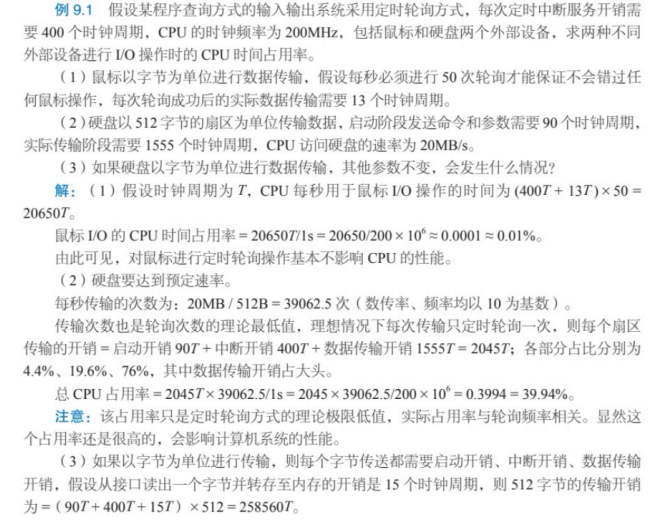 例 9.1 假设某程序查询方式的输入输出系统采用定时轮询方式，每次定时中断服务开销需
要 400 个时钟周期，CPU 的时钟频率为 200MHz，包括鼠标和硬盘两个外部设备，求两种不同
外部设备进行 I/O 操作时的 CPU 时间占用率。
（1）鼠标以字节为单位进行数据传输，假设每秒必须进行 50 次轮询才能保证不会错过任
何鼠标操作，每次轮询成功后的实际数据传输需要 13 个时钟周期。
（2）硬盘以 512 字节的扇区为单位传输数据，启动阶段发送命令和参数需要 90 个时钟周期，
实际传输阶段需要 1555 个时钟周期，CPU 访问硬盘的速率为 20MB/s。
（3）如果硬盘以字节为单位进行数据传输，其他参数不变，会发生什么情况？
解：（1）假设时钟周期为 T，CPU 每秒用于鼠标 I/O 操作的时间为 (400T + 13T) × 50 =
20650T。
鼠标 I/O 的 CPU 时间占用率 = 20650T/1s = 20650/200 × 10⁶ ≈ 0.0001 ≈ 0.01%。
由此可见，对鼠标进行定时轮询操作基本不影响 CPU 的性能。
（2）硬盘要达到预定速率。
每秒传输的次数为：20MB / 512B = 39062.5 次（数传率、频率均以 10 为基数）。
传输次数也是轮询次数的理论最低值，理想情况下每次传输只定时轮询一次，则每个扇区
传输的开销 = 启动开销 90T + 中断开销 400T + 数据传输开销 1555T = 2045T；各部分占比分别为
4.4%、19.6%、76%，其中数据传输开销占大头。
总 CPU 占用率 = 2045T × 39062.5/1s = 2045 × 39062.5/200 × 10⁶ = 0.3994 = 39.94%。
注意：该占用率只是定时轮询方式的理论极限低值，实际占用率与轮询频率相关。显然这
个占用率还是很高的，会影响计算机系统的性能。
（3）如果以字节为单位进行传输，则每个字节传送都需要启动开销、中断开销、数据传输
开销，假设从接口读出一个字节并转存至内存的开销是 15 个时钟周期，则 512 字节的传输开销
为 =（90T + 400T + 15T）× 512 = 258560T。